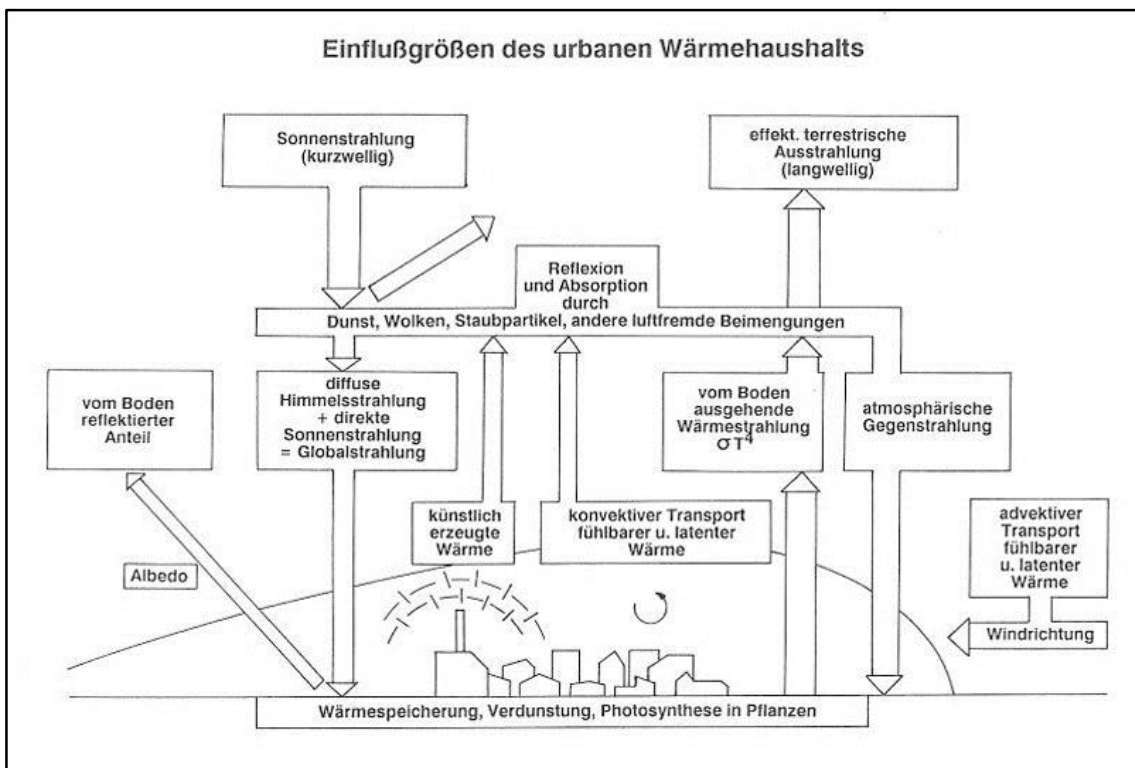 Einflußgrößen des urbanen Wärmehaushalts
Sonnenstrahlung
(kurzwellig)
effekt. terrestrische
Ausstrahlung
(langwellig)
Reflexion
und Absorption
durch
Dunst, Wolken, Staubpartikel, andere luftfremde Beimengungen
vom Boden
reflektierter
Anteil
diffuse
Himmelsstrahlung
+ direkte
Sonnenstrahlung
= Globalstrahlung
vom Boden
ausgehende
Wärmestrahlung
σT⁴
atmosphärische
Gegenstrahlung
künstlich
erzeugte
Wärme
konvektiver Transport
fühlbarer u. latenter
Wärme
advektiver
Transport
fühlbarer
u. latenter
Wärme
Albedo
Windrichtung
Wärmespeicherung, Verdunstung, Photosynthese in Pflanzen